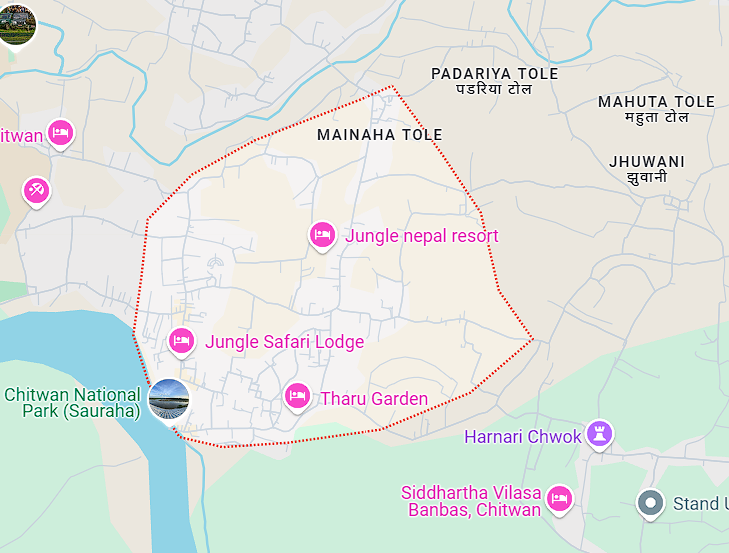 PADARIYA TOLE
पडरिया टोल
MAHUTA TOLE
महुता टोल
itwan
MAINAHA TOLE
JHUWANI
झुवानी
Jungle nepal resort
Jungle Safari Lodge
Chitwan National
Park (Sauraha)
Tharu Garden
Harnari Chwok
Siddhartha Vilasa
Banbas, Chitwan
Stand U